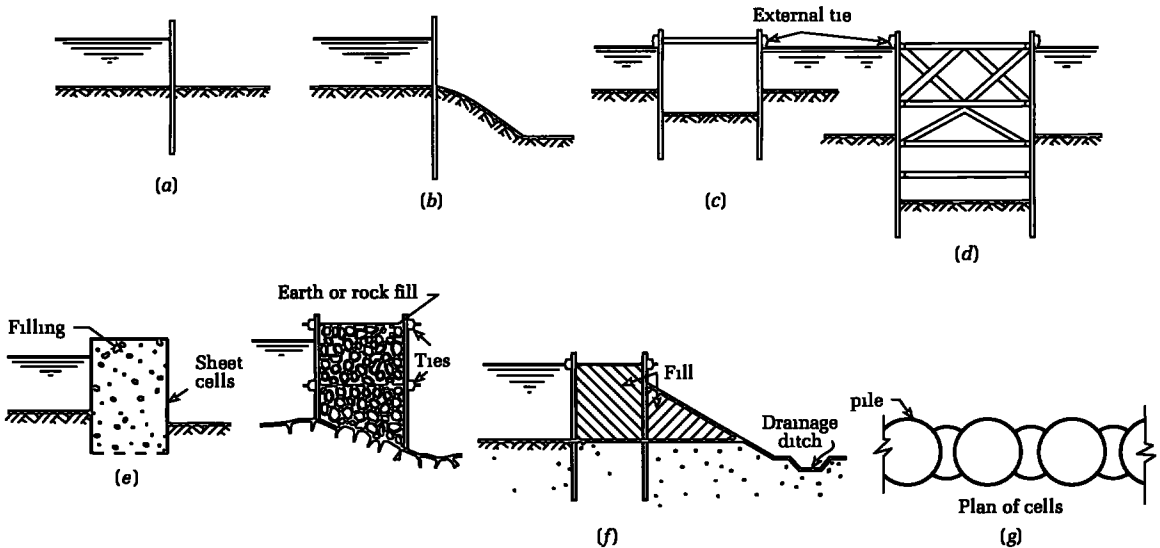 External tie
(a)
(b)
(c)
(d)
Earth or rock fill
Filling
Sheet
cells
Ties
Fill
Drainage
ditch
pile
Plan of cells
(e)
(f)
(g)